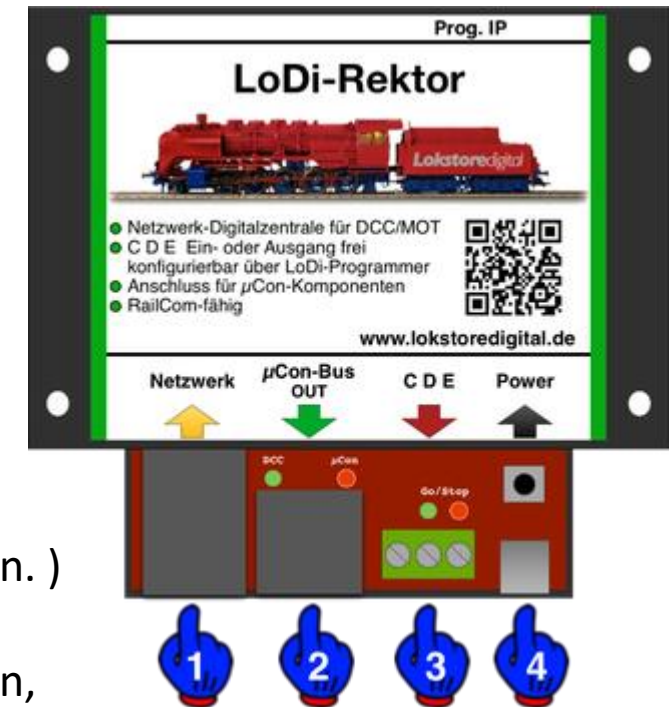 Prog. IP
LoDi-Rektor
Lokstoredigital
Netzwerk-Digitalzentrale für DCC/MOT
C D E Ein- oder Ausgang frei
konfigurierbar über LoDi-Programmer
Anschluss für µCon-Komponenten
RailCom-fähig
www.lokstoredigital.de
Netzwerk
µCon-Bus
OUT
C D E
Power
DCC
µCon
Go/Stop
n. )
1 2 3 4
n,